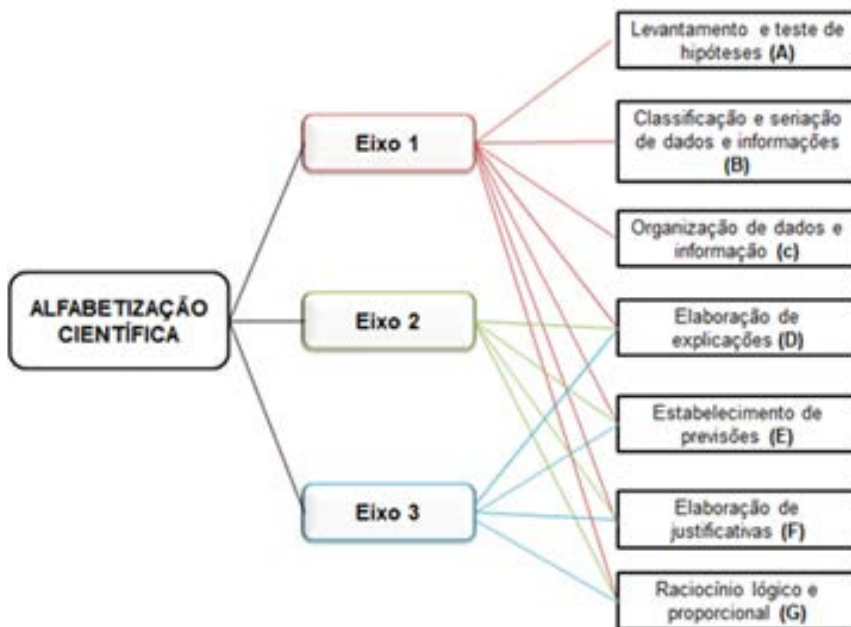 ALFABETIZAÇÃO
CIENTÍFICA
Eixo 1
Eixo 2
Eixo 3
Levantamento e teste de
hipóteses (A)
Classificação e seriação
de dados e informações
(B)
Organização de dados e
informação (c)
Elaboração de
explicações (D)
Estabelecimento de
previsões (E)
Elaboração de
justificativas (F)
Raciocínio lógico e
proporcional (G)